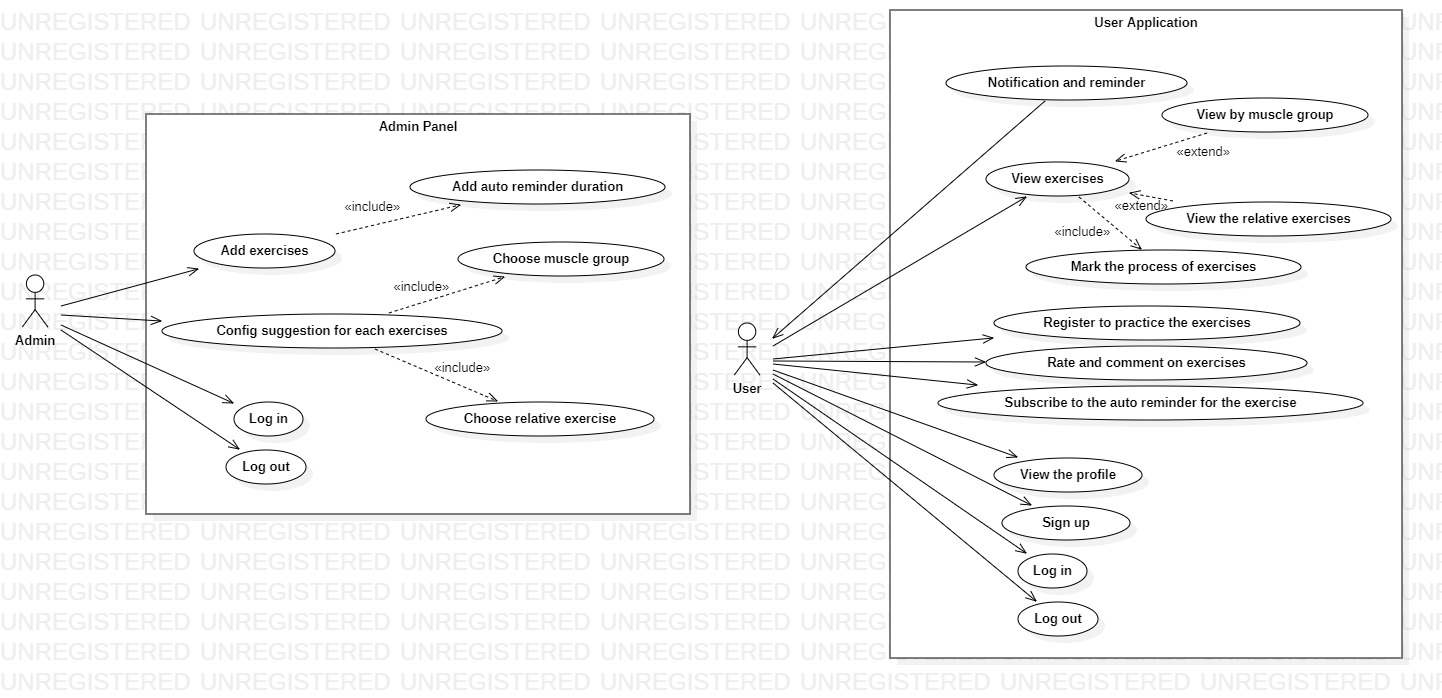 User Application
Notification and reminder
View by muscle group
«extend»
View exercises
«extend»
View the relative exercises
«include»
Mark the process of exercises
Register to practice the exercises
Rate and comment on exercises
Subscribe to the auto reminder for the exercise
View the profile
Sign up
Log in
Log out
User
Admin Panel
Add auto reminder duration
«include»
Add exercises
Choose muscle group
«include»
Config suggestion for each exercises
«include»
Choose relative exercise
Log in
Log out
Admin
UNREGISTERED UNREGISTERED UNREGISTERED UNREGISTERED UNREGISTERED UNREGISTERED UNREGISTERED